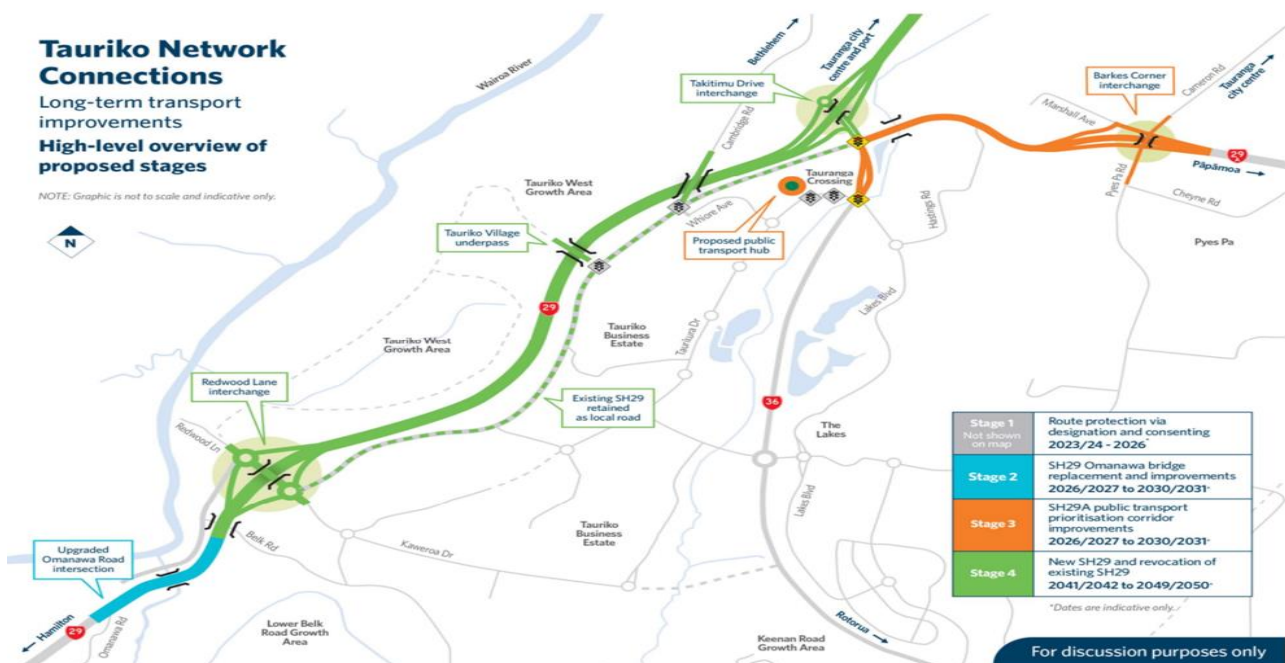 Tauriko Network
Connections
Long-term transport
improvements
High-level overview of
proposed stages
NOTE: Graphic is not to scale and indicative only.
N
Wairoa River
Bethlehem
Tauranga city
centre and port
Takitimu Drive
interchange
Cambridge Rd
Barkes Corner
interchange
Cameron Rd
Tauranga
city centre
Marshall Ave
29
A
Pāpāmoa
Pyes Pa Rd
Cheyne Rd
Pyes Pa
Tauriko West
Growth Area
Tauranga
Crossing
Whiore Ave
Hastings Rd
Tauriko Village
underpass
Proposed public
transport hub
29
Tauriko West
Growth Area
Tauriko
Business
Estate
Taurikura Dr
Lakes Blvd
Redwood Lane
interchange
Existing SH29
retained
as local road
36
Redwood Ln
The
Lakes
Lakes Blvd
Belk Rd
Kaweroa Dr
Tauriko
Business
Estate
Upgraded
Omanawa Road
intersection
Hamilton
29
Omanawa Rd
Lower Belk
Road Growth
Area
Rotorua
Keenan Road
Growth Area
Stage 1
Not shown
on map
Route protection via
designation and consenting
2023/24 - 2026*
Stage 2
SH29 Omanawa bridge
replacement and improvements
2026/2027 to 2030/2031*
Stage 3
SH29A public transport
prioritisation corridor
improvements
2026/2027 to 2030/2031*
Stage 4
New SH29 and revocation of
existing SH29
2041/2042 to 2049/2050*
*Dates are indicative only.
For discussion purposes only